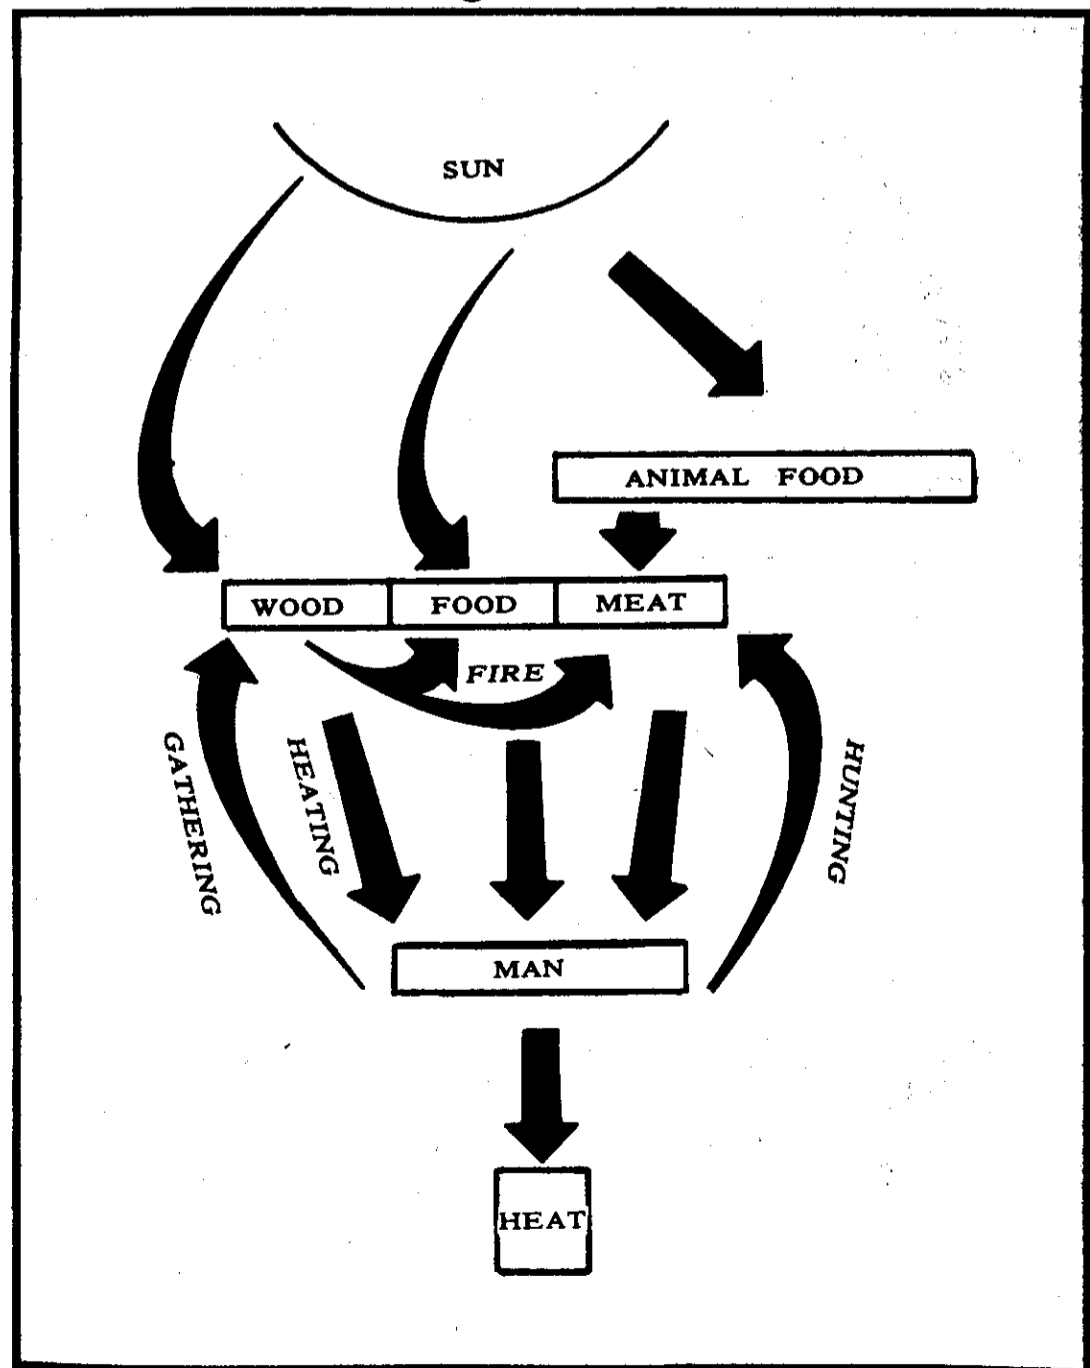 SUN
ANIMAL FOOD
WOOD FOOD MEAT
FIRE
GATHERING
HEATING
HUNTING
MAN
HEAT